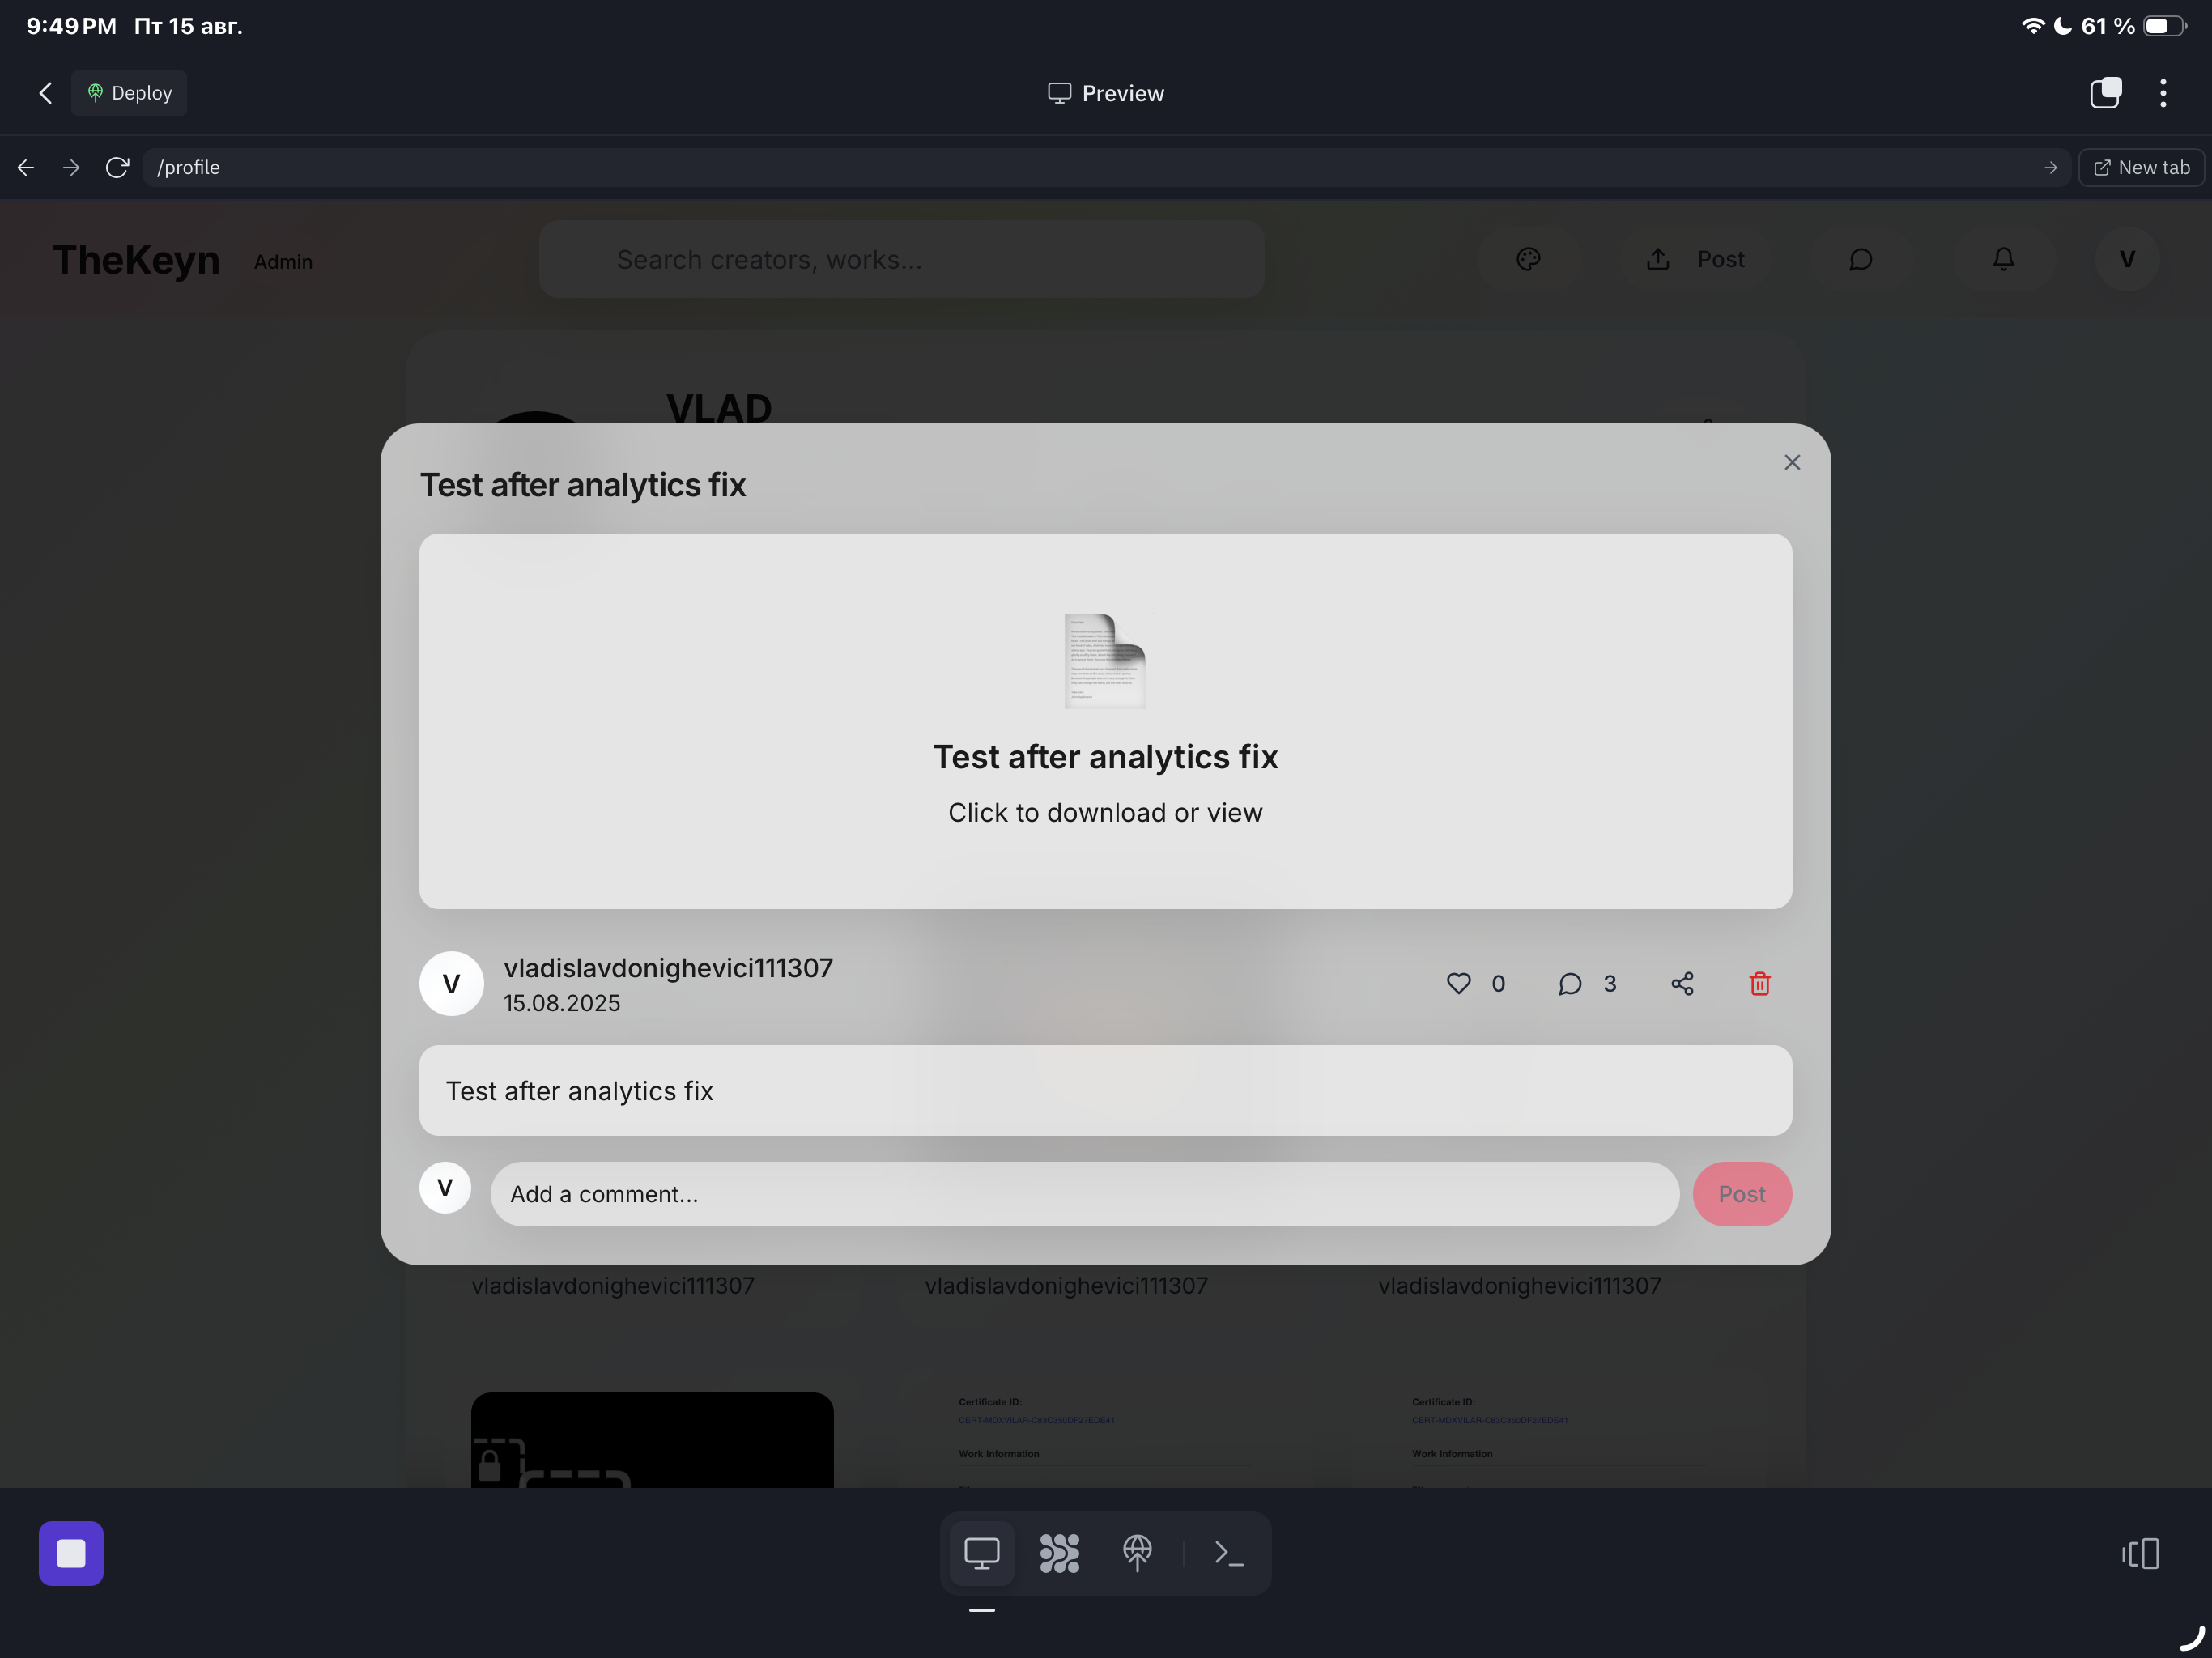 9:49 PM Пт 15 авг.
61 %
Deploy
Preview
/profile
New tab
TheKeyn
Admin
Search creators, works...
Post
V
VLAD
Test after analytics fix
Test after analytics fix
Click to download or view
V
vladislavdonighevici111307
15.08.2025
0
3
Test after analytics fix
V
Add a comment...
Post
vladislavdonighevici111307
vladislavdonighevici111307
vladislavdonighevici111307
Certificate ID:
CERT-MDXVILAR-C83C350DF27EDE41
Work Information
Certificate ID:
CERT-MDXVILAR-C83C350DF27EDE41
Work Information